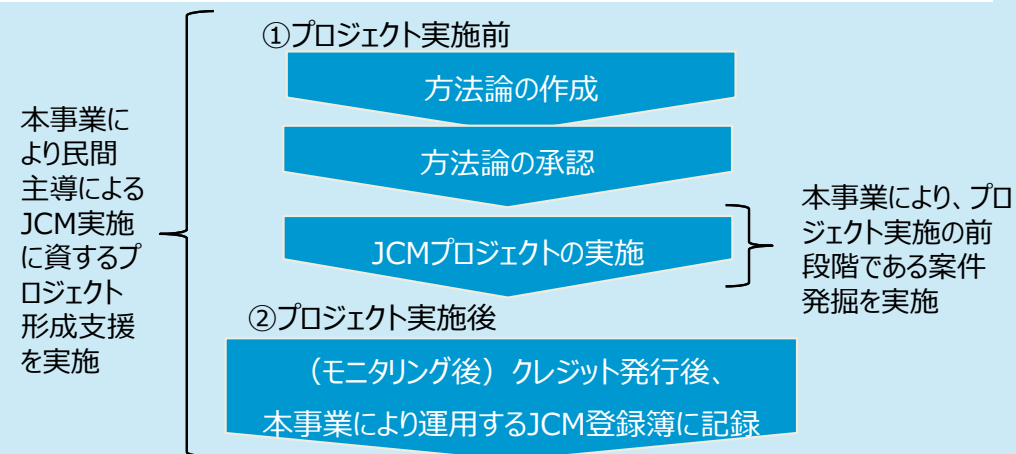 ①プロジェクト実施前
方法論の作成
方法論の承認
JCMプロジェクトの実施
②プロジェクト実施後
（モニタリング後）クレジット発行後、
本事業により運用するJCM登録簿に記録
本事業に
より民間
主導による
JCM実施
に資するプ
ロジェクト
形成支援
を実施
本事業により、プロ
ジェクト実施の前
段階である案件
発掘を実施